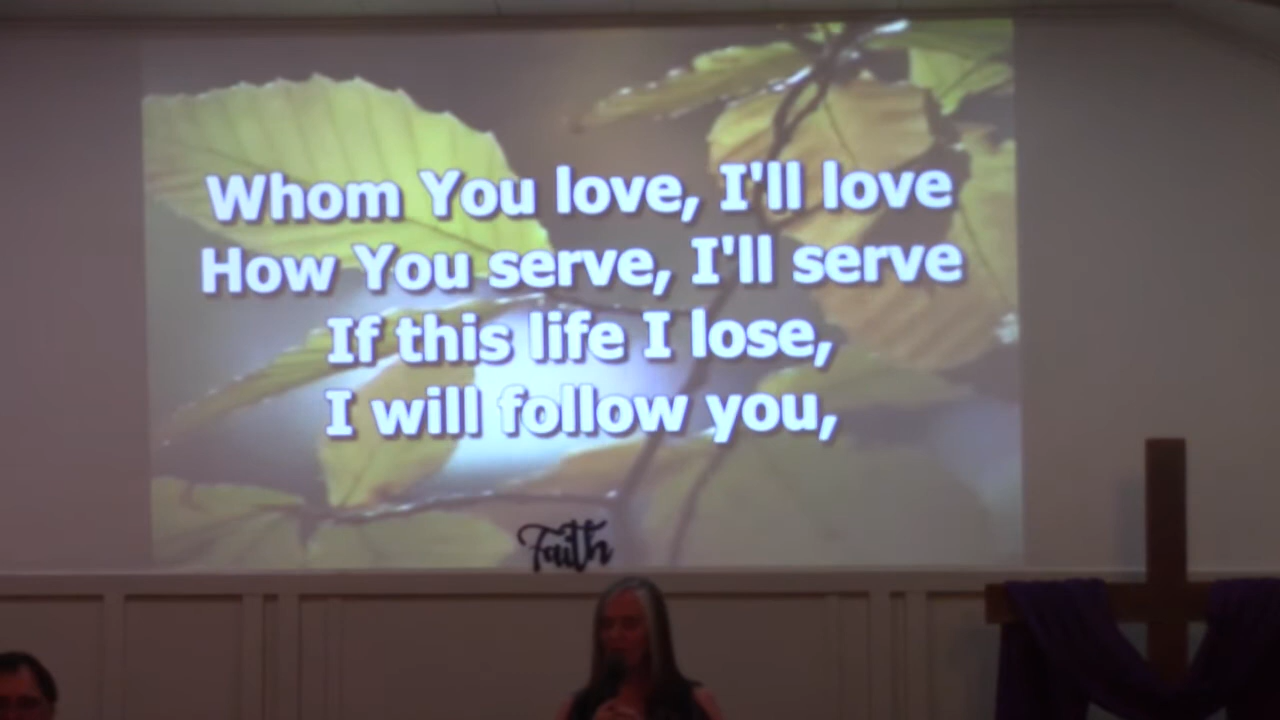 Whom You love, I'll love
How You serve, I'll serve
If this life I lose,
I will follow you,
Faith